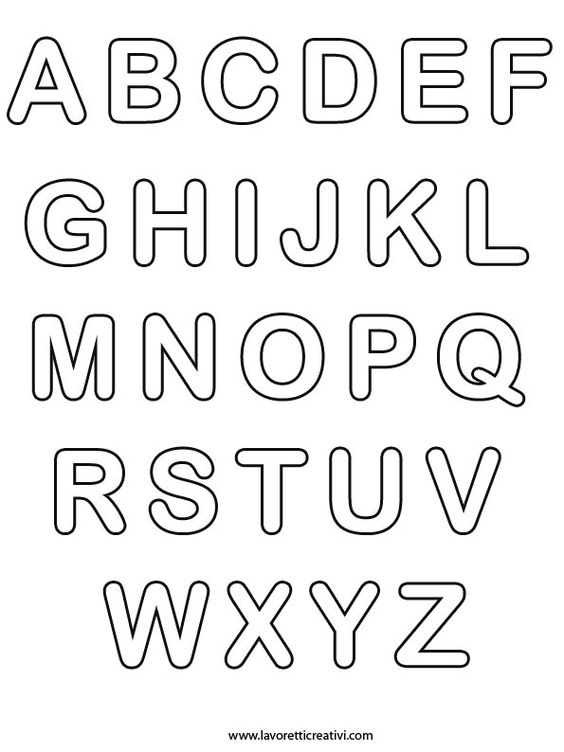 ABCDEF
GHIJKL
MNOPQ
RSTUV
WXYZ
www.lavoretticreativi.com